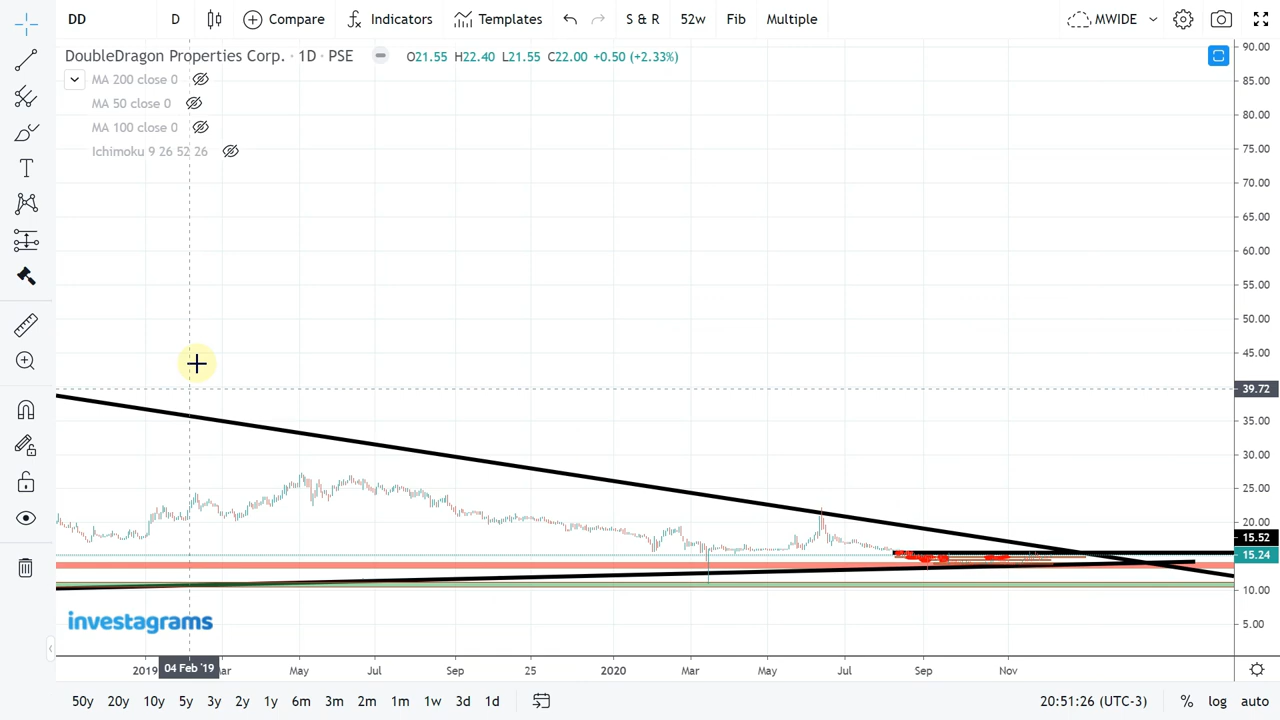 DD D Compare Indicators Templates S & R 52w Fib Multiple MWIDE
DoubleDragon Properties Corp. · 1D · PSE O21.55 H22.40 L21.55 C22.00 +0.50 (+2.33%)
MA 200 close 0
MA 50 close 0
MA 100 close 0
Ichimoku 9 26 52 26
90.00
85.00
80.00
75.00
70.00
65.00
60.00
55.00
50.00
45.00
39.72
35.00
30.00
25.00
20.00
15.52
15.24
10.00
5.00
investagrams
2019 04 Feb '19 ar May Jul Sep 25 2020 Mar May Jul Sep Nov
50y 20y 10y 5y 3y 2y 1y 6m 3m 2m 1m 1w 3d 1d 20:51:26 (UTC-3) % log auto